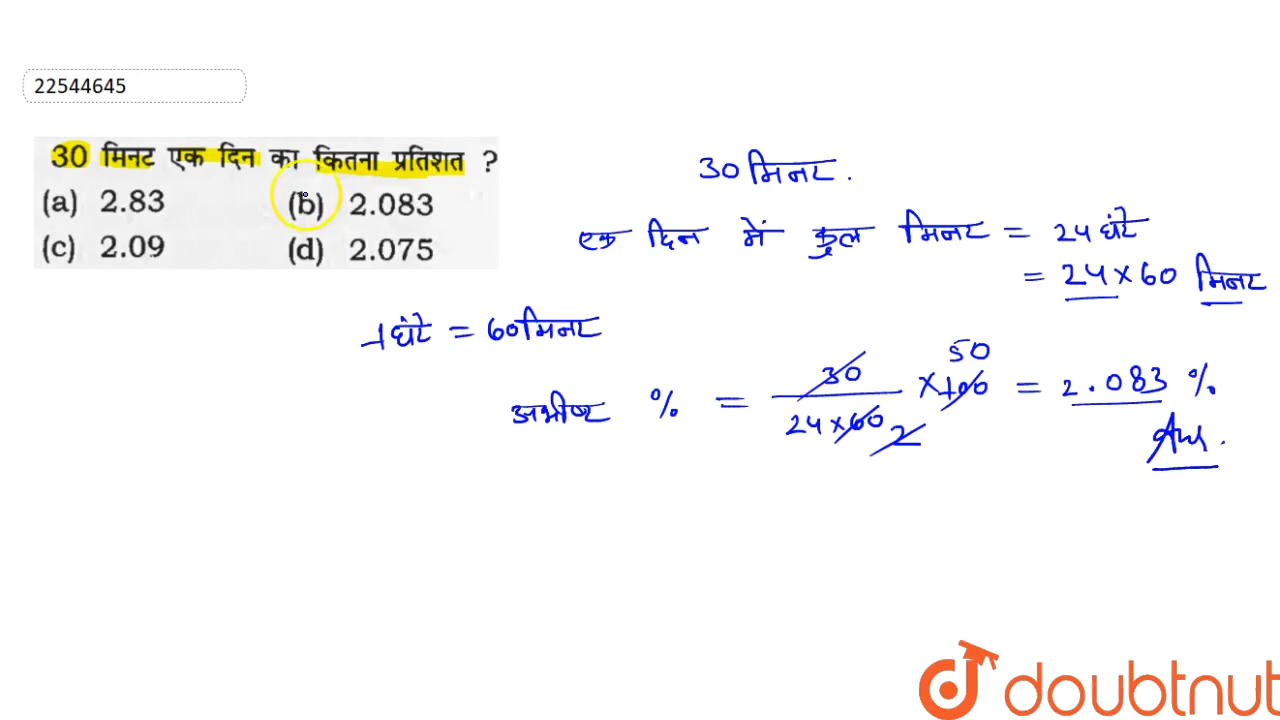 22544645
30 मिनट एक दिन का कितना प्रतिशत ?
(a) 2.83 (b) 2.083
(c) 2.09 (d) 2.075
30 मिनट.
एक दिन में कुल मिनट = 24 घंटे
= 24 × 60 मिनट
1 घंटे = 60 मिनट
अभीष्ट % = 30 / 24 × 60 2 × 100 50 = 2.083 %
Ans.
doubtnut